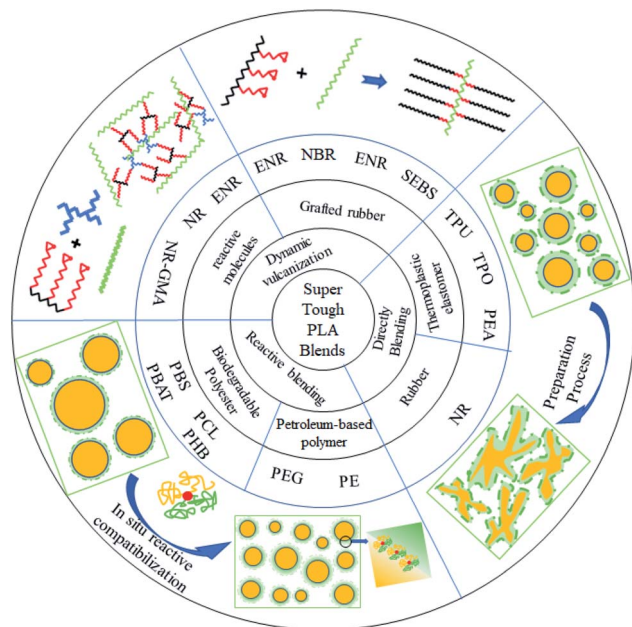 Super
Tough
PLA
Blends
Dynamic
vulcanization
Directly
Blending
Reactive blending
reactive
molecules
Grafted rubber
Thermoplastic
elastomer
Rubber
Petroleum-based
polymer
Biodegradable
Polyester
NR-GMA
NR
ENR
ENR
NBR
ENR
SEBS
TPU
TPO
PEA
NR
PE
PEG
PHB
PCL
PBS
PBAT
+
+
Preparation
Process
In situ reactive
compatibilization